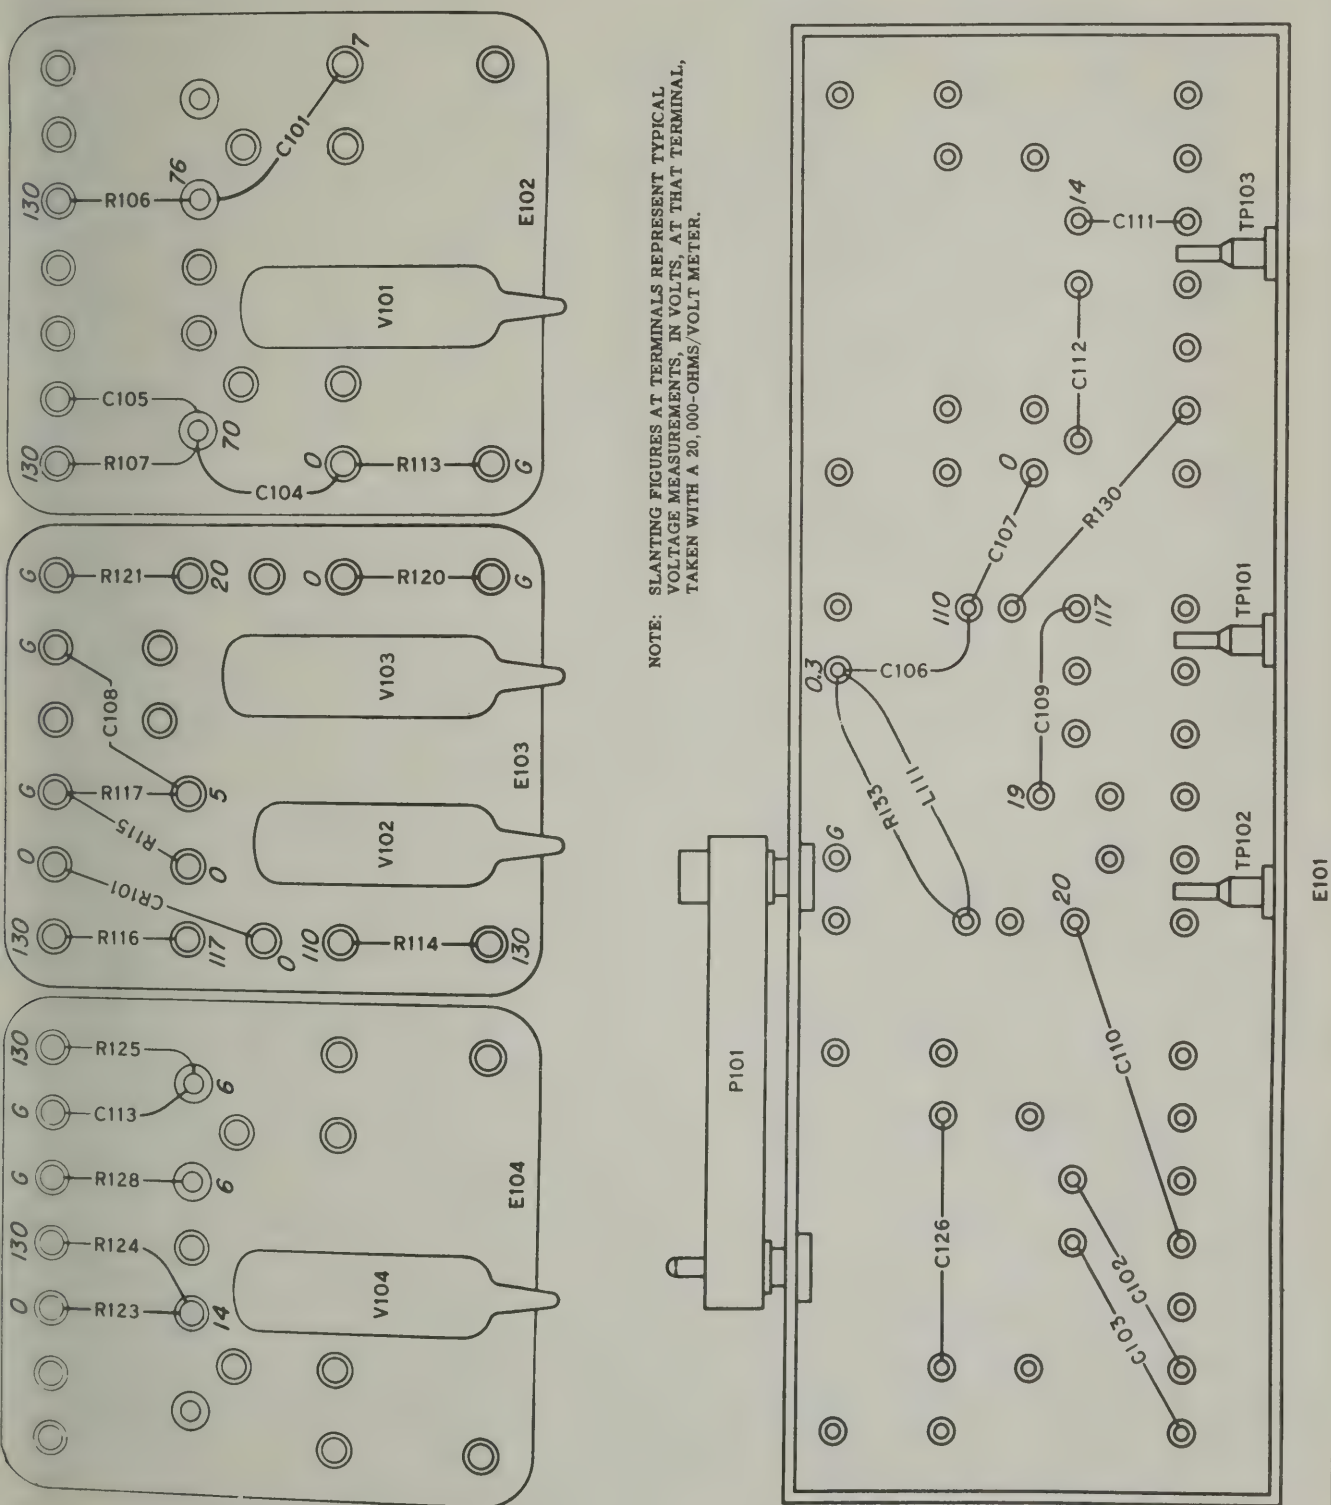 130
R106
76
C101
7
E102
V101
C105
130
R107
70
C104
0
R113
G
G
R121
20
0
R120
G
G
C108
V103
E103
G
R117
5
R115
0
0
CR101
V102
130
R116
117
0
110
R114
130
130
R125
G
C113
6
G
R128
6
E104
130
R124
0
R123
14
V104
NOTE: SLANTING FIGURES AT TERMINALS REPRESENT TYPICAL
VOLTAGE MEASUREMENTS, IN VOLTS, AT THAT TERMINAL,
TAKEN WITH A 20,000-OHMS/VOLT METER.
14
C111
TP103
C112
0
C107
R130
110
117
TP101
0.3
C106
C109
R133
L111
19
G
TP102
20
P101
C110
C126
C102
C103
E101